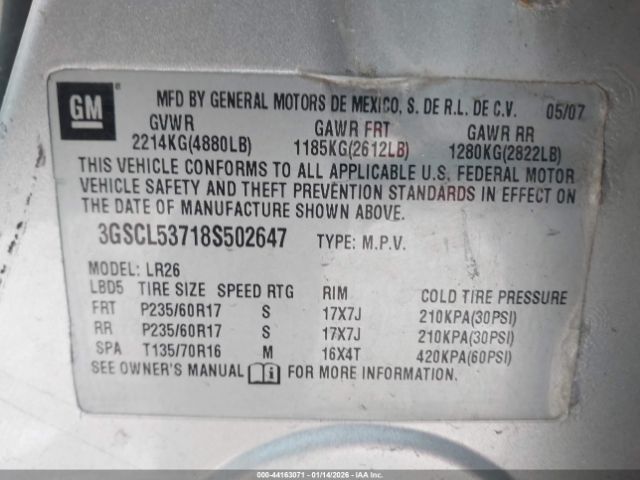 GM
MFD BY GENERAL MOTORS DE MEXICO, S. DE R.L. DE C.V. 05/07
GVWR GAWR FRT GAWR RR
2214KG(4880LB) 1185KG(2612LB) 1280KG(2822LB)
THIS VEHICLE CONFORMS TO ALL APPLICABLE U.S. FEDERAL MOTOR
VEHICLE SAFETY AND THEFT PREVENTION STANDARDS IN EFFECT ON
THE DATE OF MANUFACTURE SHOWN ABOVE.
3GSCL53718S502647 TYPE: M.P.V.
MODEL: LR26
LBD5 TIRE SIZE SPEED RTG RIM COLD TIRE PRESSURE
FRT P235/60R17 S 17X7J 210KPA(30PSI)
RR P235/60R17 S 17X7J 210KPA(30PSI)
SPA T135/70R16 M 16X4T 420KPA(60PSI)
SEE OWNER'S MANUAL FOR MORE INFORMATION.
000-44163071 - 01/14/2026 - IAAI.COM